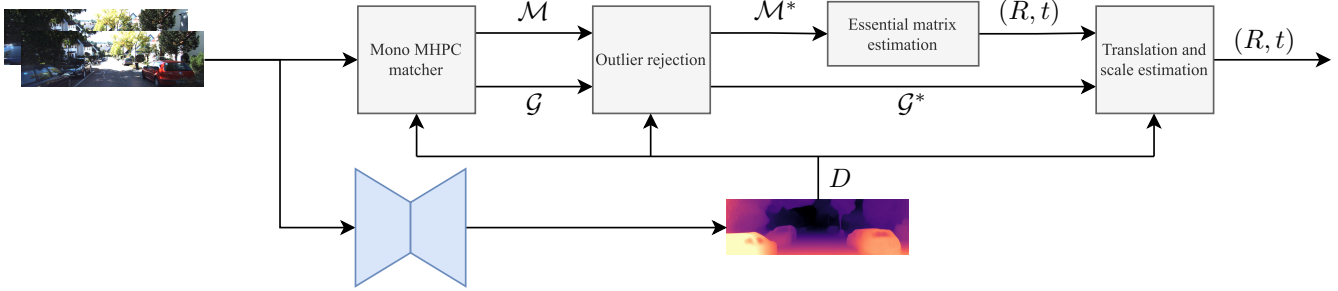 Mono MHPC
matcher
ℳ
𝒢
Outlier rejection
ℳ*
Essential matrix
estimation
(R, t)
𝒢*
Translation and
scale estimation
(R, t)
D